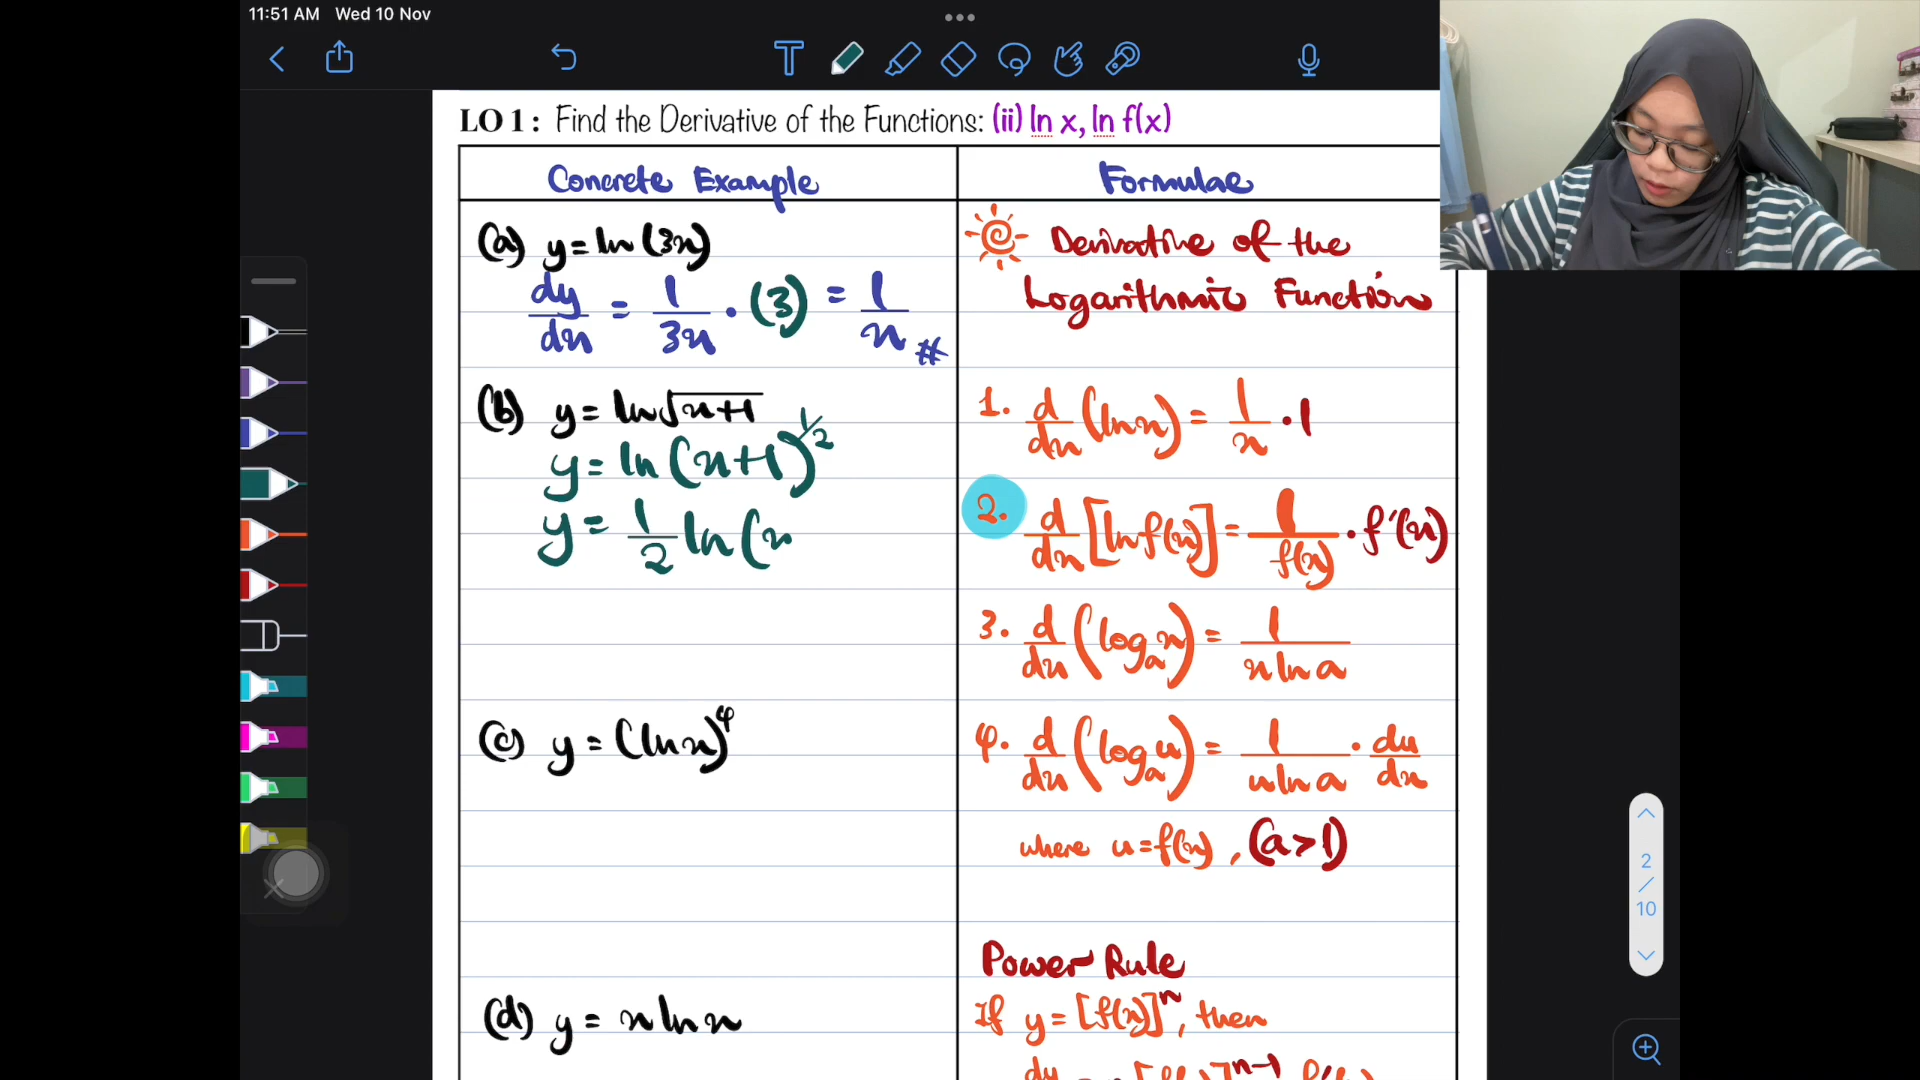 11:51 AM Wed 10 Nov
LO 1: Find the Derivative of the Functions: (ii) ln x, ln f(x)
Concrete Example
(a) y = ln (3x)
dy/dx = 1/3x · (3) = 1/x #
(b) y = ln √x+1
y = ln (x+1)^1/2
y = 1/2 ln (x
(c) y = (ln x)^4
(d) y = x ln x
Formulae
Derivative of the
Logarithmic Function
1. d/dx (ln x) = 1/x · 1
2. d/dx [ln f(x)] = 1/f(x) · f'(x)
3. d/dx (log_a x) = 1/x ln a
4. d/dx (log_a u) = 1/u ln a · du/dx
where u = f(x), (a > 1)
Power Rule
If y = [f(x)]^n, then
2
/
10